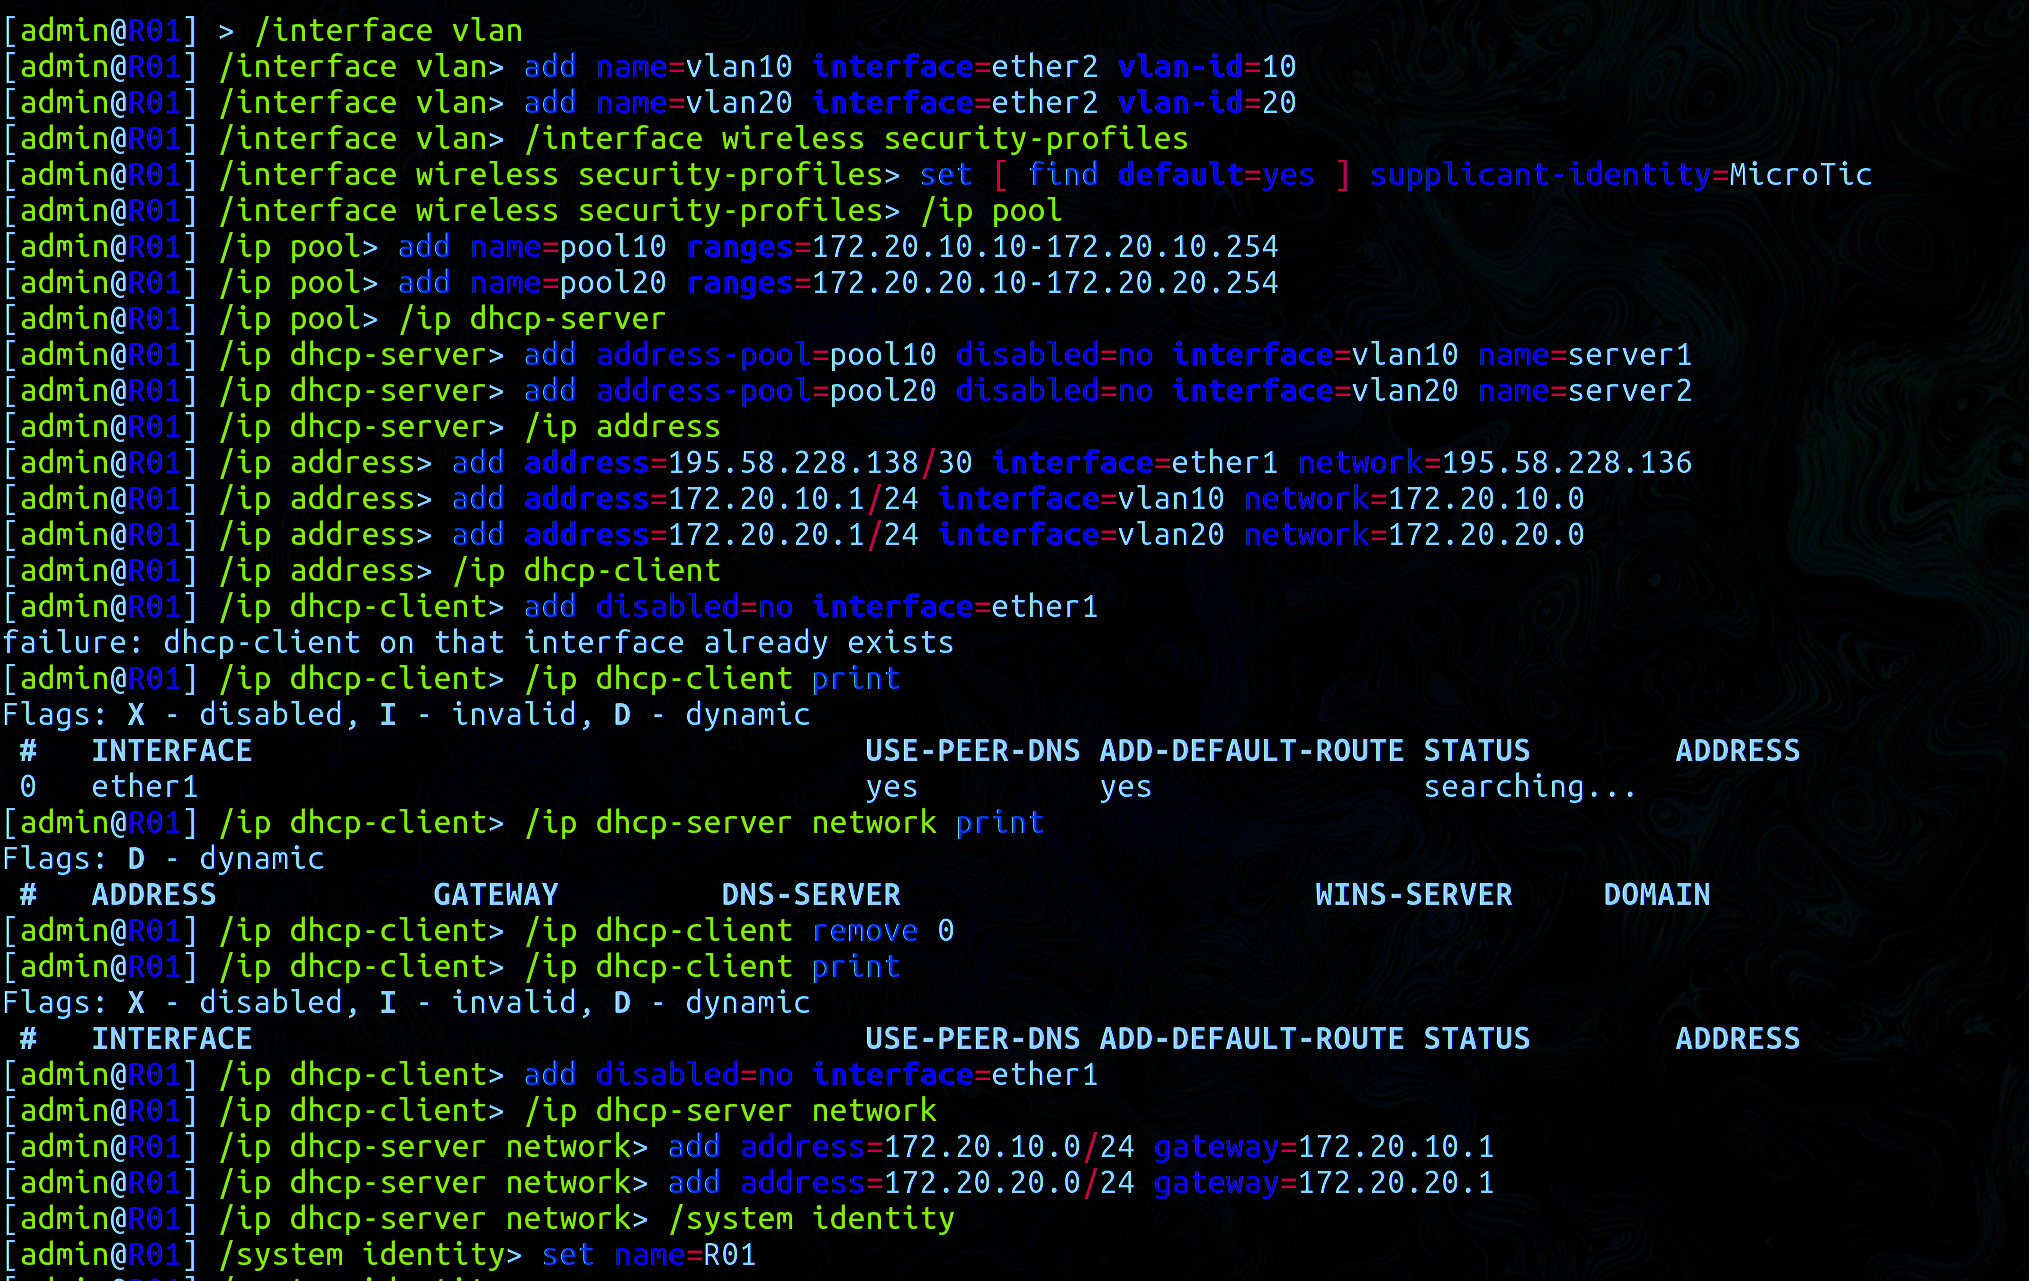 [admin@R01] > /interface vlan
[admin@R01] /interface vlan> add name=vlan10 interface=ether2 vlan-id=10
[admin@R01] /interface vlan> add name=vlan20 interface=ether2 vlan-id=20
[admin@R01] /interface vlan> /interface wireless security-profiles
[admin@R01] /interface wireless security-profiles> set [ find default=yes ] supplicant-identity=MicroTic
[admin@R01] /interface wireless security-profiles> /ip pool
[admin@R01] /ip pool> add name=pool10 ranges=172.20.10.10-172.20.10.254
[admin@R01] /ip pool> add name=pool20 ranges=172.20.20.10-172.20.20.254
[admin@R01] /ip pool> /ip dhcp-server
[admin@R01] /ip dhcp-server> add address-pool=pool10 disabled=no interface=vlan10 name=server1
[admin@R01] /ip dhcp-server> add address-pool=pool20 disabled=no interface=vlan20 name=server2
[admin@R01] /ip dhcp-server> /ip address
[admin@R01] /ip address> add address=195.58.228.138/30 interface=ether1 network=195.58.228.136
[admin@R01] /ip address> add address=172.20.10.1/24 interface=vlan10 network=172.20.10.0
[admin@R01] /ip address> add address=172.20.20.1/24 interface=vlan20 network=172.20.20.0
[admin@R01] /ip address> /ip dhcp-client
[admin@R01] /ip dhcp-client> add disabled=no interface=ether1
failure: dhcp-client on that interface already exists
[admin@R01] /ip dhcp-client> /ip dhcp-client print
Flags: X - disabled, I - invalid, D - dynamic
# INTERFACE USE-PEER-DNS ADD-DEFAULT-ROUTE STATUS ADDRESS
0 ether1 yes yes searching...
[admin@R01] /ip dhcp-client> /ip dhcp-server network print
Flags: D - dynamic
# ADDRESS GATEWAY DNS-SERVER WINS-SERVER DOMAIN
[admin@R01] /ip dhcp-client> /ip dhcp-client remove 0
[admin@R01] /ip dhcp-client> /ip dhcp-client print
Flags: X - disabled, I - invalid, D - dynamic
# INTERFACE USE-PEER-DNS ADD-DEFAULT-ROUTE STATUS ADDRESS
[admin@R01] /ip dhcp-client> add disabled=no interface=ether1
[admin@R01] /ip dhcp-client> /ip dhcp-server network
[admin@R01] /ip dhcp-server network> add address=172.20.10.0/24 gateway=172.20.10.1
[admin@R01] /ip dhcp-server network> add address=172.20.20.0/24 gateway=172.20.20.1
[admin@R01] /ip dhcp-server network> /system identity
[admin@R01] /system identity> set name=R01